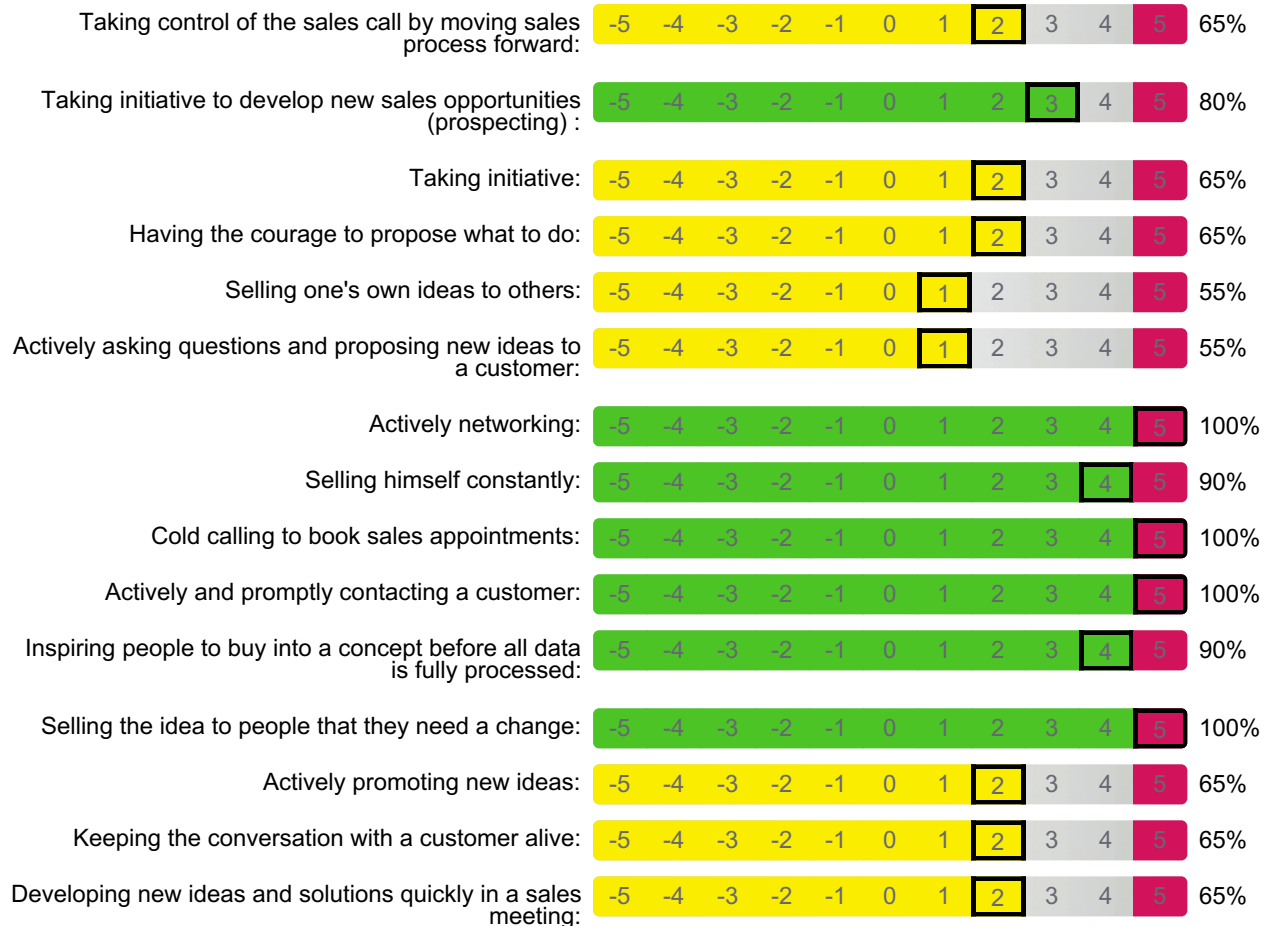 Taking control of the sales call by moving sales
process forward:
-5 -4 -3 -2 -1 0 1 2 3 4 5 65%
Taking initiative to develop new sales opportunities
(prospecting) :
-5 -4 -3 -2 -1 0 1 2 3 4 5 80%
Taking initiative: -5 -4 -3 -2 -1 0 1 2 3 4 5 65%
Having the courage to propose what to do: -5 -4 -3 -2 -1 0 1 2 3 4 5 65%
Selling one's own ideas to others: -5 -4 -3 -2 -1 0 1 2 3 4 5 55%
Actively asking questions and proposing new ideas to
a customer:
-5 -4 -3 -2 -1 0 1 2 3 4 5 55%
Actively networking: -5 -4 -3 -2 -1 0 1 2 3 4 5 100%
Selling himself constantly: -5 -4 -3 -2 -1 0 1 2 3 4 5 90%
Cold calling to book sales appointments: -5 -4 -3 -2 -1 0 1 2 3 4 5 100%
Actively and promptly contacting a customer: -5 -4 -3 -2 -1 0 1 2 3 4 5 100%
Inspiring people to buy into a concept before all data
is fully processed:
-5 -4 -3 -2 -1 0 1 2 3 4 5 90%
Selling the idea to people that they need a change: -5 -4 -3 -2 -1 0 1 2 3 4 5 100%
Actively promoting new ideas: -5 -4 -3 -2 -1 0 1 2 3 4 5 65%
Keeping the conversation with a customer alive: -5 -4 -3 -2 -1 0 1 2 3 4 5 65%
Developing new ideas and solutions quickly in a sales
meeting:
-5 -4 -3 -2 -1 0 1 2 3 4 5 65%